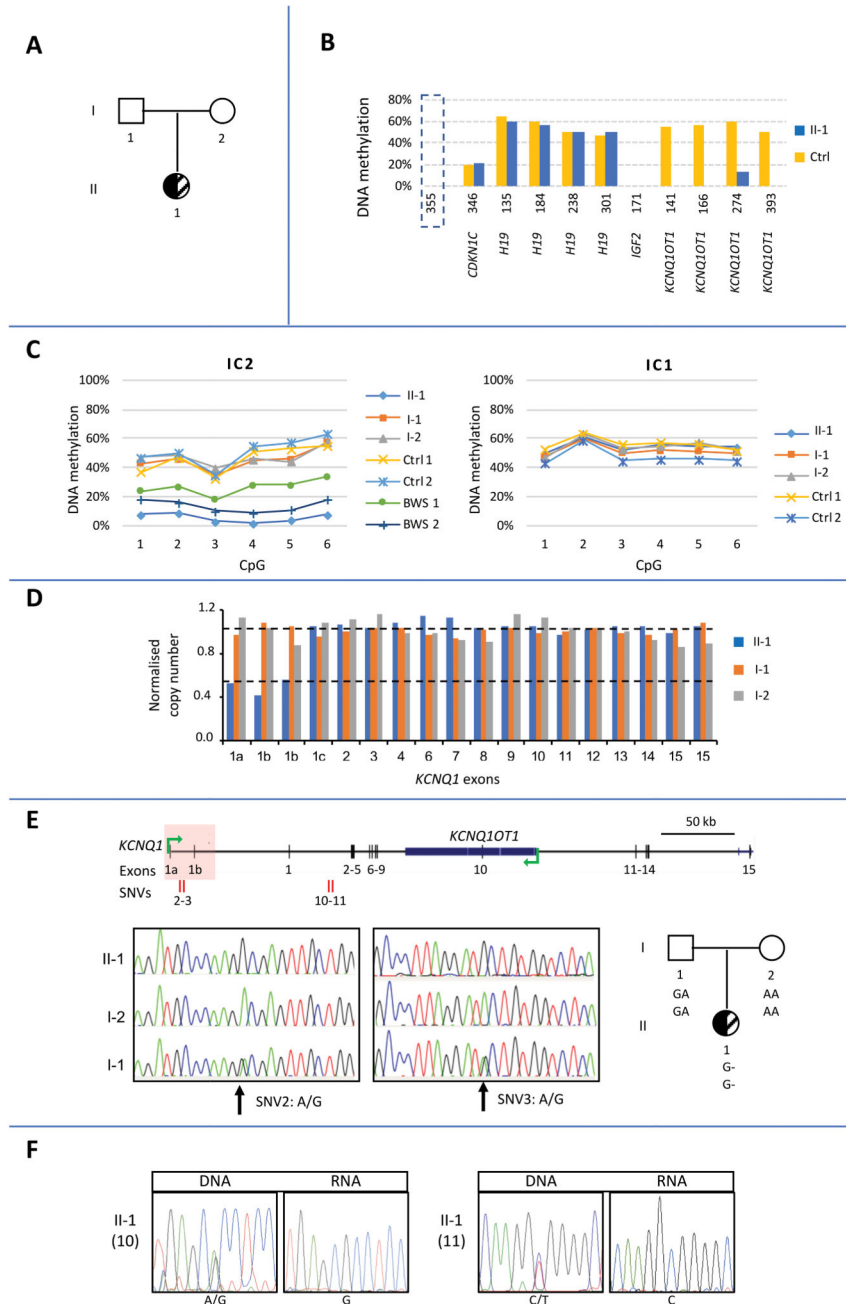 A
I
1
2
II
1
B
DNA methylation
80%
60%
40%
20%
0%
355
346
135
184
238
301
171
141
166
274
393
CDKN1C
H19
H19
H19
H19
IGF2
KCNQ1OT1
KCNQ1OT1
KCNQ1OT1
KCNQ1OT1
II-1
Ctrl
C
IC2
DNA methylation
100%
80%
60%
40%
20%
0%
1 2 3 4 5 6
CpG
II-1
I-1
I-2
Ctrl 1
Ctrl 2
BWS 1
BWS 2
IC1
DNA methylation
100%
80%
60%
40%
20%
0%
1 2 3 4 5 6
CpG
II-1
I-1
I-2
Ctrl 1
Ctrl 2
D
Normalised
copy number
1.2
0.8
0.4
0.0
1a 1b 1b 1c 2 3 4 6 7 8 9 10 11 12 13 14 15 15
KCNQ1 exons
II-1
I-1
I-2
E
KCNQ1
KCNQ1OT1
50 kb
Exons 1a 1b 1 2-5 6-9 10 11-14 15
SNVs
2-3 10-11
II-1
I-2
I-1
SNV2: A/G
SNV3: A/G
I
1 2
GA AA
GA AA
II
1
G-
G-
F
DNA RNA
II-1
(10)
A/G G
DNA RNA
II-1
(11)
C/T C